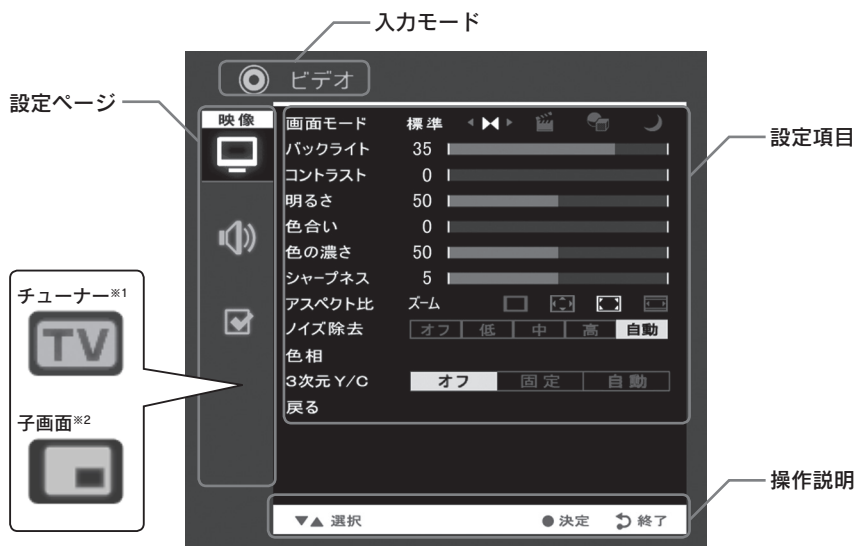 入力モード
ビデオ
設定ページ
映像
画面モード 標準
設定項目
バックライト 35
コントラスト 0
明るさ 50
色合い 0
色の濃さ 50
シャープネス 5
アスペクト比 ズーム
ノイズ除去 オフ 低 中 高 自動
色相
3次元Y/C オフ 固定 自動
戻る
チューナー※1
TV
子画面※2
操作説明
▼▲ 選択 ●決定 終了